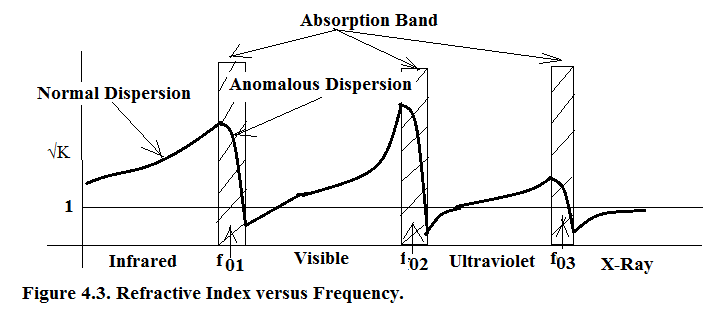 Absorption Band
Normal Dispersion
Anomalous Dispersion
√K
1
Infrared
f01
Visible
f02
Ultraviolet
f03
X-Ray
Figure 4.3. Refractive Index versus Frequency.